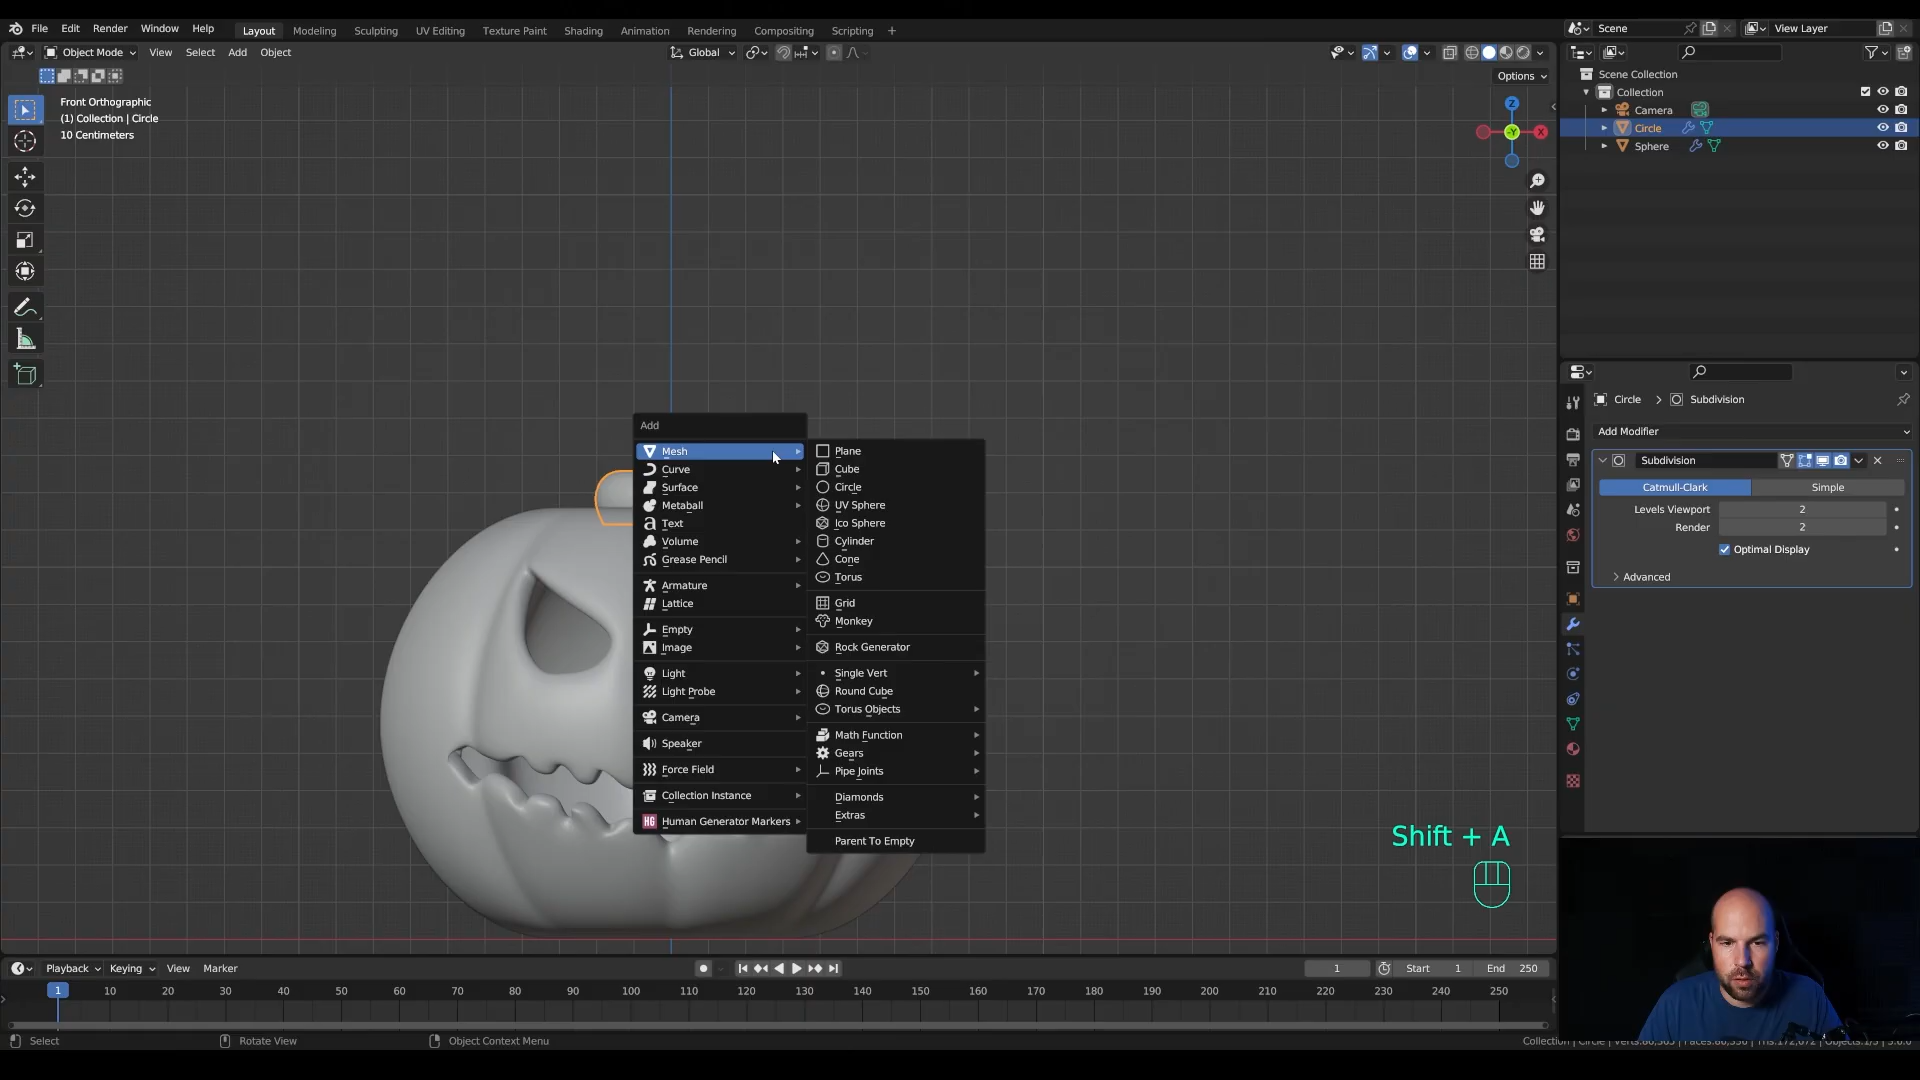 File Edit Render Window Help Layout Modeling Sculpting UV Editing Texture Paint Shading Animation Rendering Compositing Scripting + Scene View Layer
Object Mode View Select Add Object Global
Options
Front Orthographic
(1) Collection | Circle
10 Centimeters
Z
-Y
X
Scene Collection
Collection
Camera
Circle
Sphere
Add
Mesh
Curve
Surface
Metaball
Text
Volume
Grease Pencil
Armature
Lattice
Empty
Image
Light
Light Probe
Camera
Speaker
Force Field
Collection Instance
HG Human Generator Markers
Plane
Cube
Circle
UV Sphere
Ico Sphere
Cylinder
Cone
Torus
Grid
Monkey
Rock Generator
Single Vert
Round Cube
Torus Objects
Math Function
Gears
Pipe Joints
Diamonds
Extras
Parent To Empty
Circle > Subdivision
Add Modifier
Subdivision
Catmull-Clark Simple
Levels Viewport 2
Render 2
Optimal Display
Advanced
Shift + A
Playback Keying View Marker 1 Start 1 End 250
1 10 20 30 40 50 60 70 80 90 100 110 120 130 140 150 160 170 180 190 200 210 220 230 240 250
Select Rotate View Object Context Menu